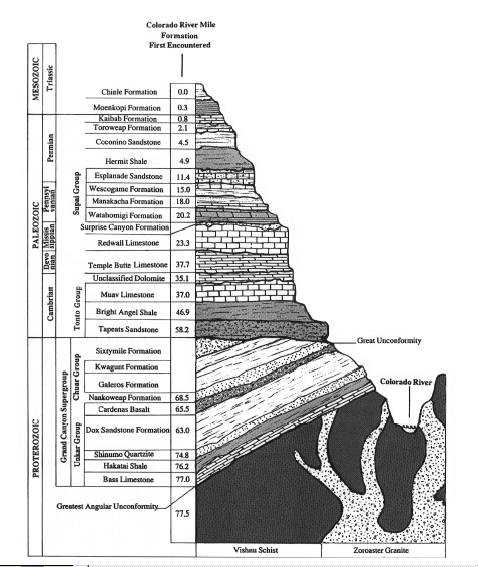 Colorado River Mile
Formation
First Encountered
MESOZOIC
Triassic
Chinle Formation 0.0
Moenkopi Formation 0.3
PALEOZOIC
Permian
Kaibab Formation 0.8
Toroweap Formation 2.1
Coconino Sandstone 4.5
Hermit Shale 4.9
Supai Group
Esplanade Sandstone 11.4
Pennsyl
vanian
Wescogame Formation 15.0
Manakacha Formation 18.0
Watahomigi Formation 20.2
Missis
sippian
Surprise Canyon Formation
Redwall Limestone 23.3
Devo
nian
Temple Butte Limestone 37.7
Unclassified Dolomite 35.1
Cambrian
Tonto Group
Muav Limestone 37.0
Bright Angel Shale 46.9
Tapeats Sandstone 58.2
Great Unconformity
PROTEROZOIC
Grand Canyon Supergroup
Chuar Group
Sixtymile Formation
Kwagunt Formation
Galeros Formation
Colorado River
Nankoweap Formation 68.5
Unkar Group
Cardenas Basalt 65.5
Dox Sandstone Formation 63.0
Shinumo Quartzite 74.8
Hakatai Shale 76.2
Bass Limestone 77.0
Greatest Angular Unconformity
77.5
Wishnu Schist
Zoroaster Granite